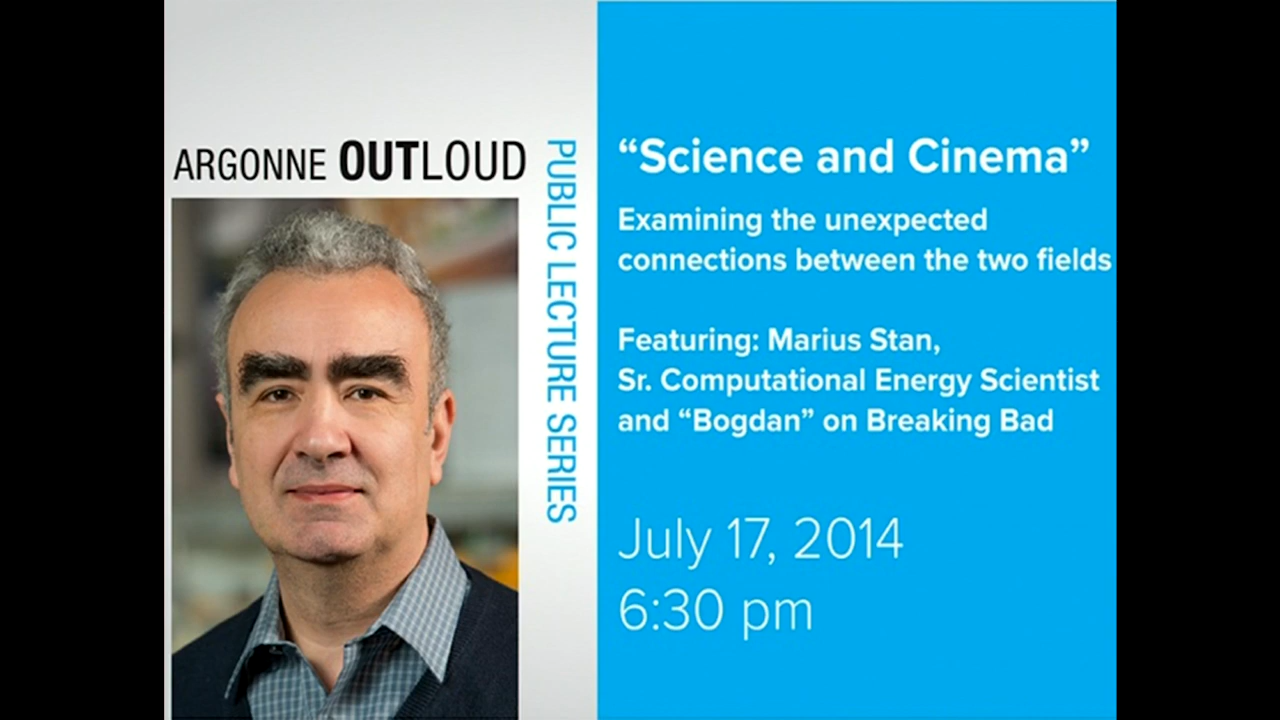 ARGONNE OUTLOUD
PUBLIC LECTURE SERIES
“Science and Cinema”
Examining the unexpected
connections between the two fields
Featuring: Marius Stan,
Sr. Computational Energy Scientist
and “Bogdan” on Breaking Bad
July 17, 2014
6:30 pm